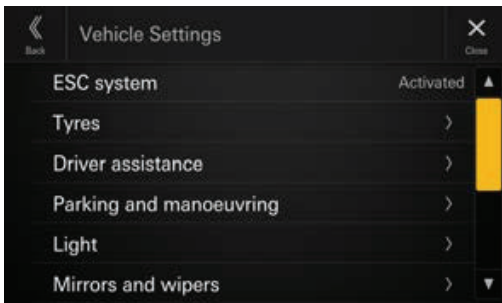 Vehicle Settings
Back
Close
ESC system Activated
Tyres
Driver assistance
Parking and manoeuvring
Light
Mirrors and wipers